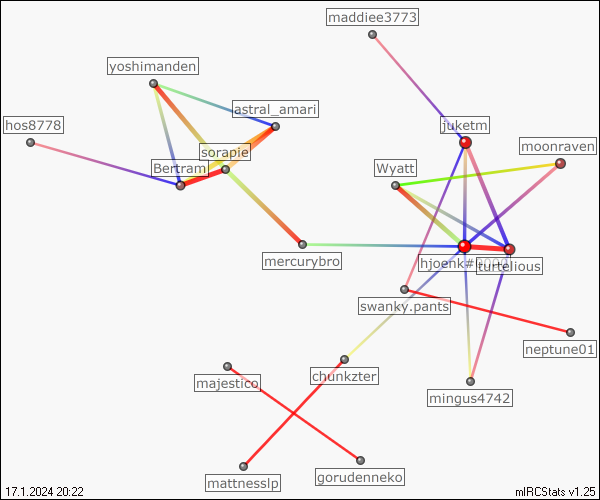 maddiee3773
yoshimanden
astral_amari
hos8778
juketm
sorapie
moonraven
Bertram
Wyatt
mercurybro
hjoenk#
turtelious
swanky.pants
neptune01
chunkzter
majestico
mingus4742
mattnesslp
gorudenneko
17.1.2024 20:22
mIRCStats v1.25